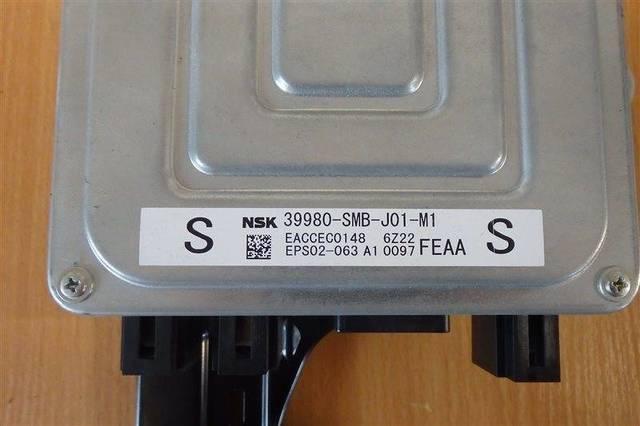 S NSK 39980-SMB-J01-M1 S
EACCEC0148 6Z22
EPS02-063 A1 0097 FEAA